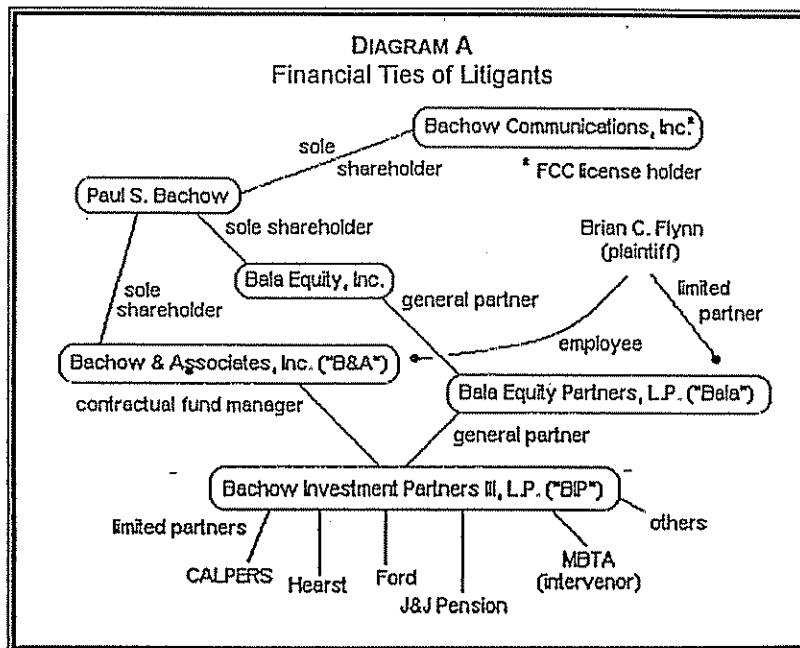 DIAGRAM A
Financial Ties of Litigants
Bachow Communications, Inc.*
sole
shareholder
* FCC license holder
Paul S. Bachow
sole shareholder
Brian C. Flynn
(plaintiff)
Bala Equity, Inc.
sole
shareholder
general partner
limited
partner
employee
Bachow & Associates, Inc. ("B&A")
Bala Equity Partners, L.P. ("Bala")
contractual fund manager
general partner
Bachow Investment Partners III, L.P. ("BIP")
limited partners
others
CALPERS
Hearst
Ford
J&J Pension
MBTA
(intervenor)